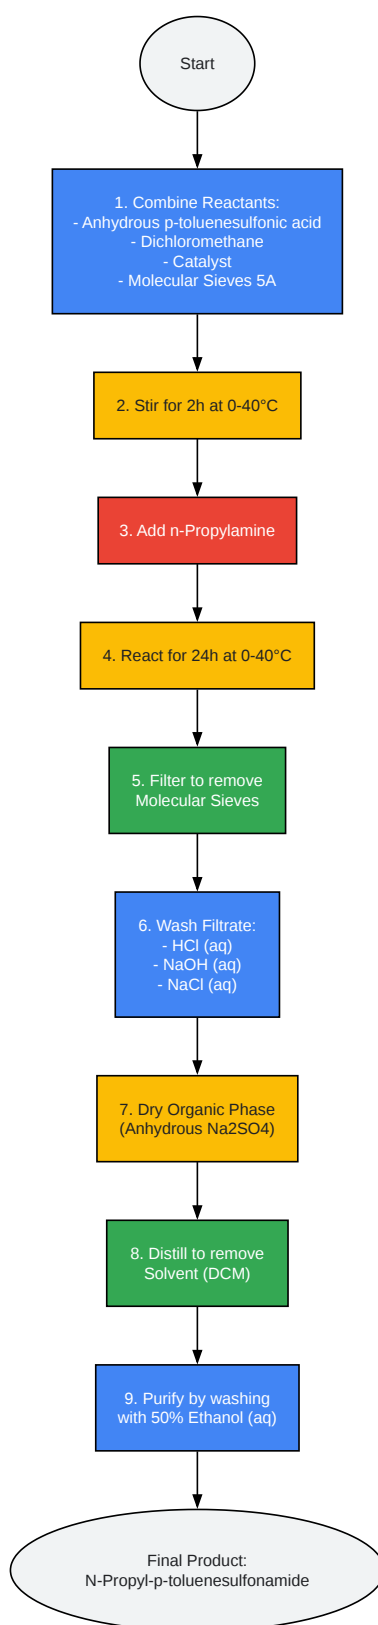 Start
1. Combine Reactants:
- Anhydrous p-toluenesulfonic acid
- Dichloromethane
- Catalyst
- Molecular Sieves 5A
2. Stir for 2h at 0-40°C
3. Add n-Propylamine
4. React for 24h at 0-40°C
5. Filter to remove
Molecular Sieves
6. Wash Filtrate:
- HCl (aq)
- NaOH (aq)
- NaCl (aq)
7. Dry Organic Phase
(Anhydrous Na2SO4)
8. Distill to remove
Solvent (DCM)
9. Purify by washing
with 50% Ethanol (aq)
Final Product:
N-Propyl-p-toluenesulfonamide